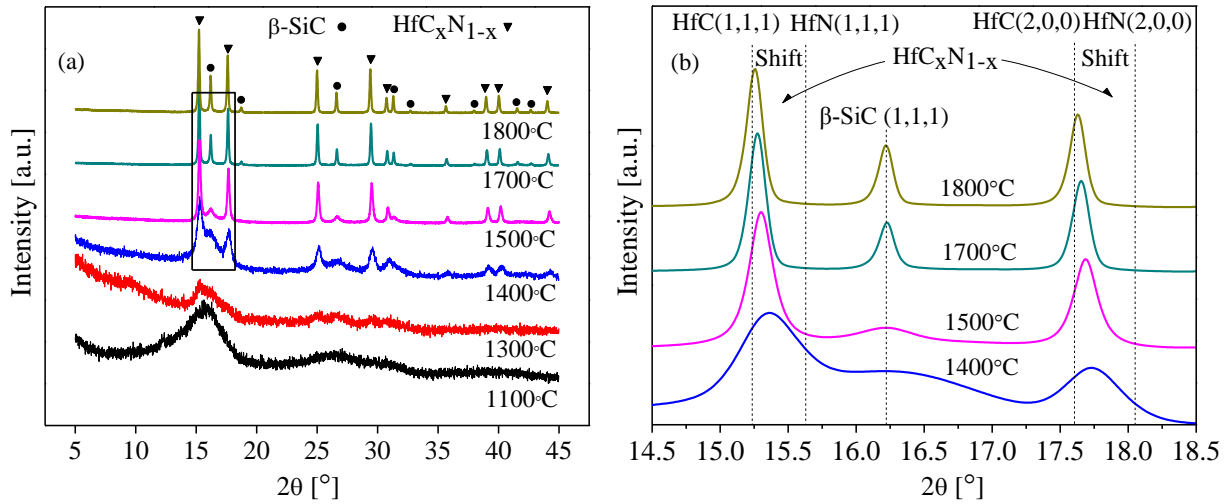 β-SiC ● HfCxN1-x ▼
(a)
1800°C
1700°C
1500°C
1400°C
1300°C
1100°C
Intensity [a.u.]
5 10 15 20 25 30 35 40 45
2θ [°]
HfC(1,1,1) HfN(1,1,1) HfC(2,0,0) HfN(2,0,0)
(b)
Shift HfCxN1-x Shift
β-SiC (1,1,1)
1800°C
1700°C
1500°C
1400°C
Intensity [a.u.]
14.5 15.0 15.5 16.0 16.5 17.0 17.5 18.0 18.5
2θ [°]